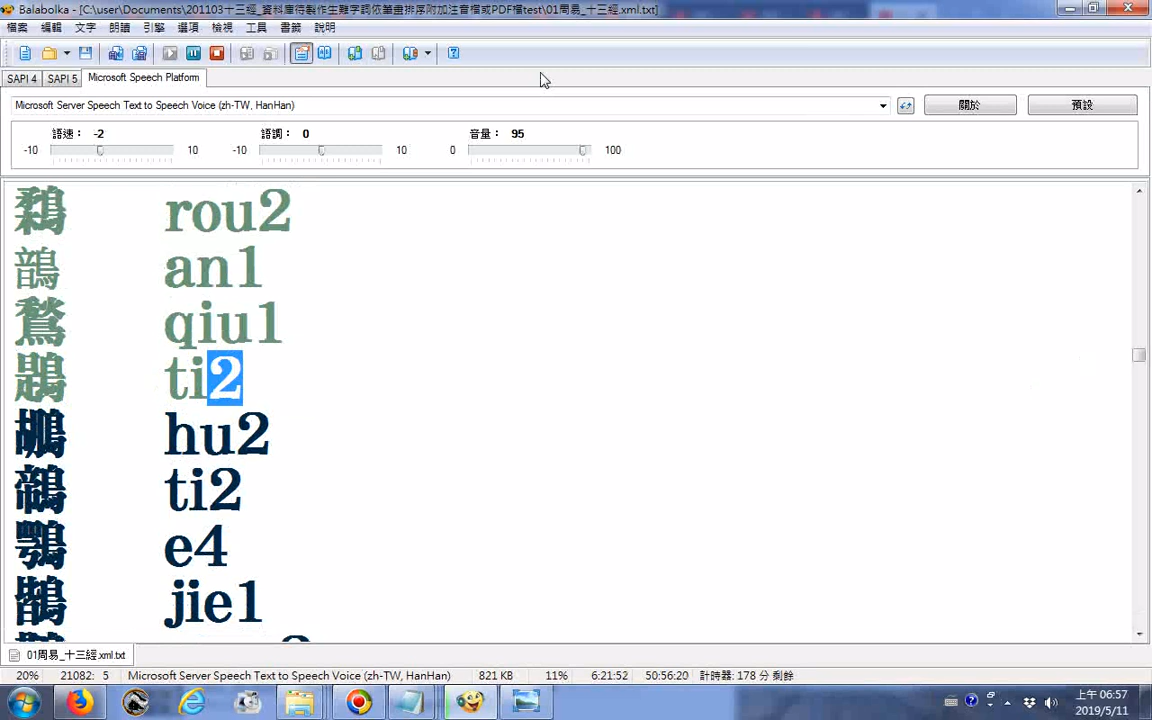 Balabolka - [C:\user\Documents\201103十三經_資料庫待製作生難字詞依筆畫排序附加注音檔或PDF檔test\01周易_十三經.xml.txt]
檔案 編輯 文字 朗讀 引擎 選項 檢視 工具 書籤 說明
SAPI 4 SAPI 5 Microsoft Speech Platform
Microsoft Server Speech Text to Speech Voice (zh-TW, HanHan) 關於 預設
語速： -2 語調： 0 音量： 95
-10 10 -10 10 0 100
鶔 rou2
鶕 an1
鶖 qiu1
鶗 ti2
鶘 hu2
鶙 ti2
鶚 e4
鶛 jie1
01周易_十三經.xml.txt
20% 21082: 5 Microsoft Server Speech Text to Speech Voice (zh-TW, HanHan) 821 KB 11% 6:21:52 50:56:20 計時器: 178 分 剩餘
上午 06:57
2019/5/11